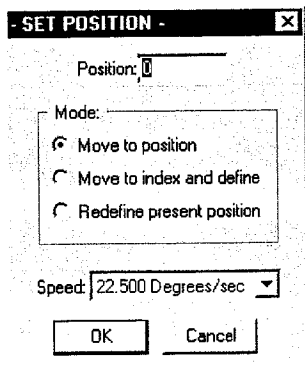 - SET POSITION -
Position: 0
Mode:
Move to position
Move to index and define
Redefine present position
Speed: 22.500 Degrees/sec
OK Cancel